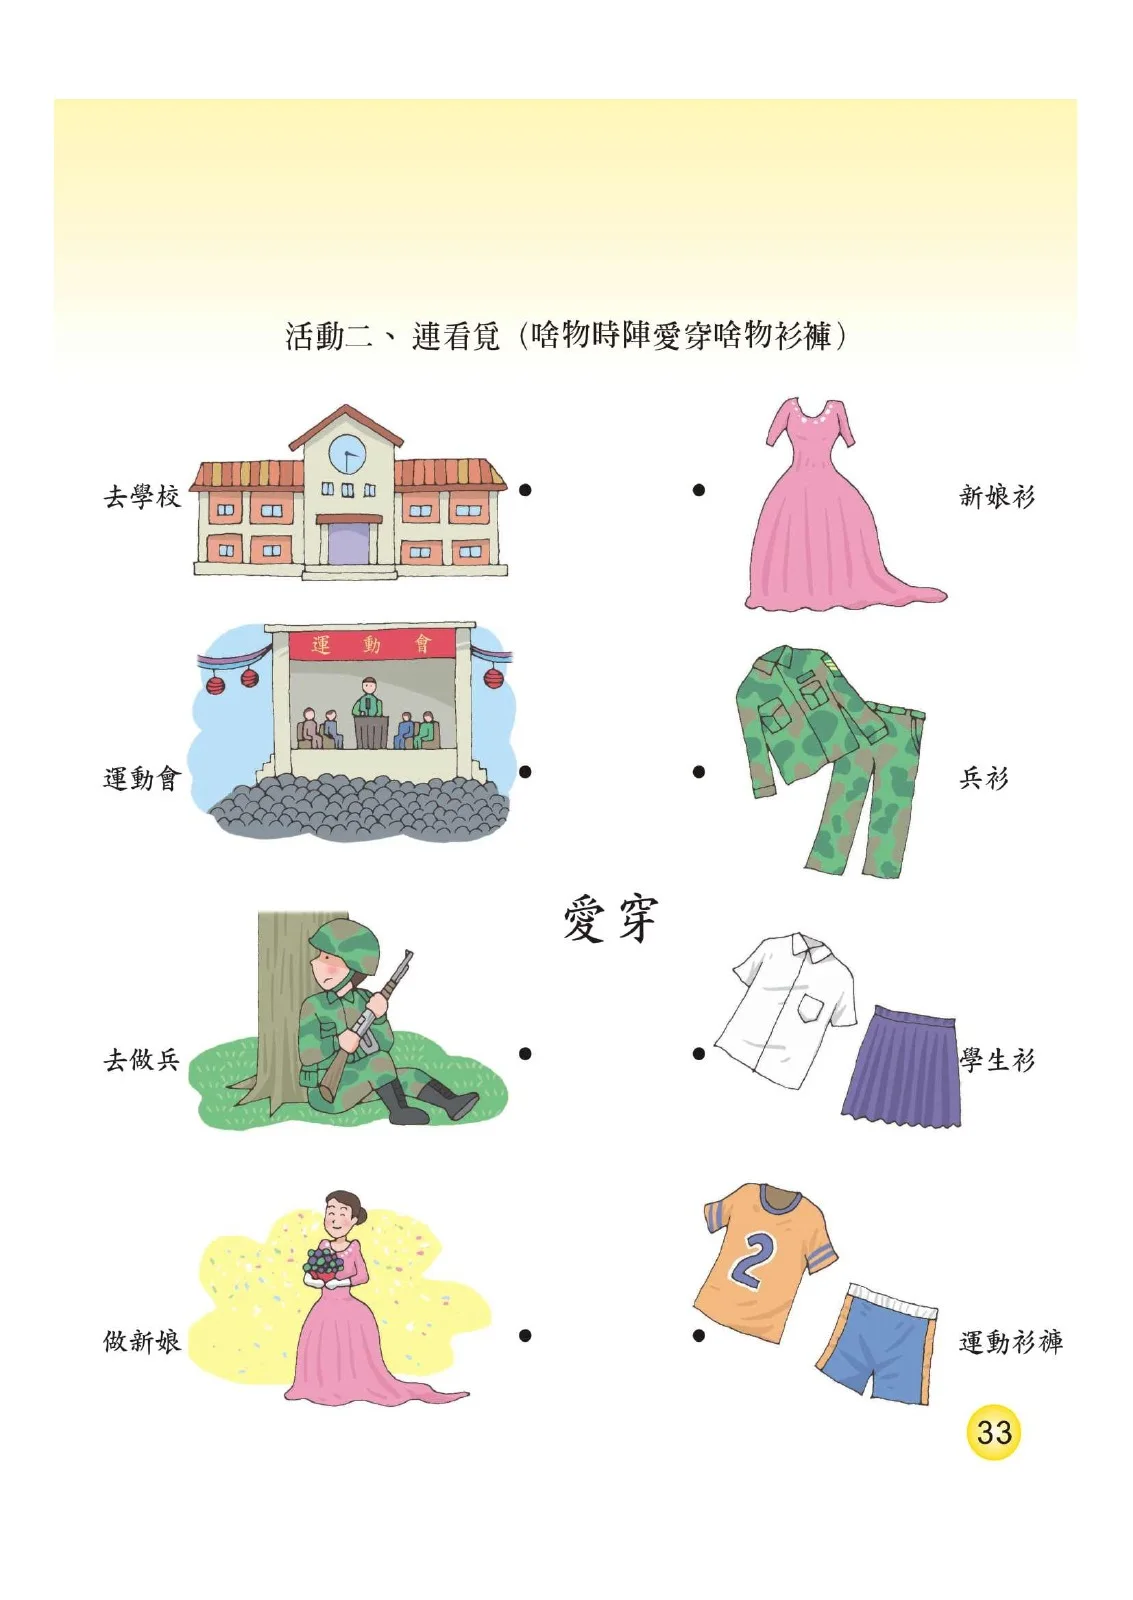 活動二、連看覓（啥物時陣愛穿啥物衫褲）
去學校
新娘衫
運動會
運動會
兵衫
愛穿
去做兵
學生衫
2
做新娘
運動衫褲
33